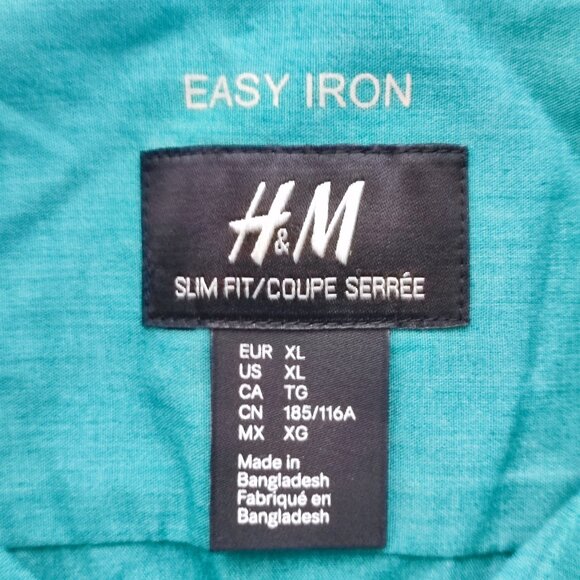 EASY IRON
H&M
SLIM FIT/COUPE SERRÉE
EUR XL
US XL
CA TG
CN 185/116A
MX XG
Made in
Bangladesh
Fabriqué en
Bangladesh